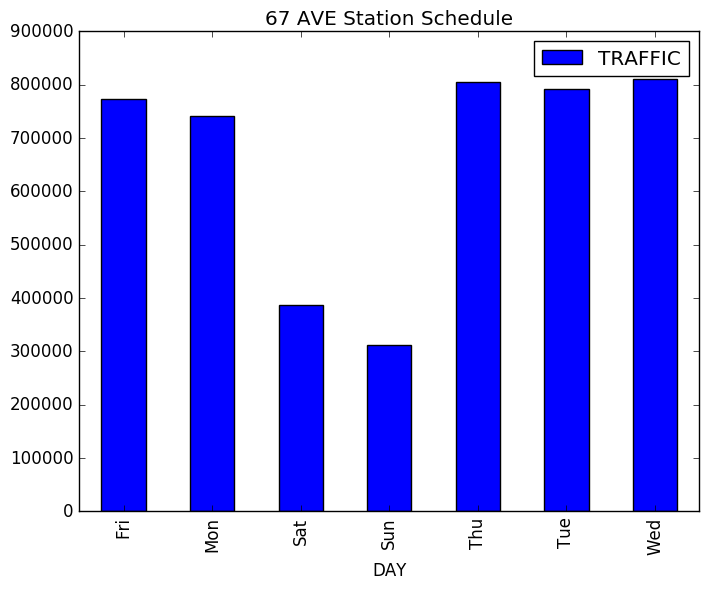 67 AVE Station Schedule
900000
800000
700000
600000
500000
400000
300000
200000
100000
0
TRAFFIC
Fri
Mon
Sat
Sun
Thu
Tue
Wed
DAY